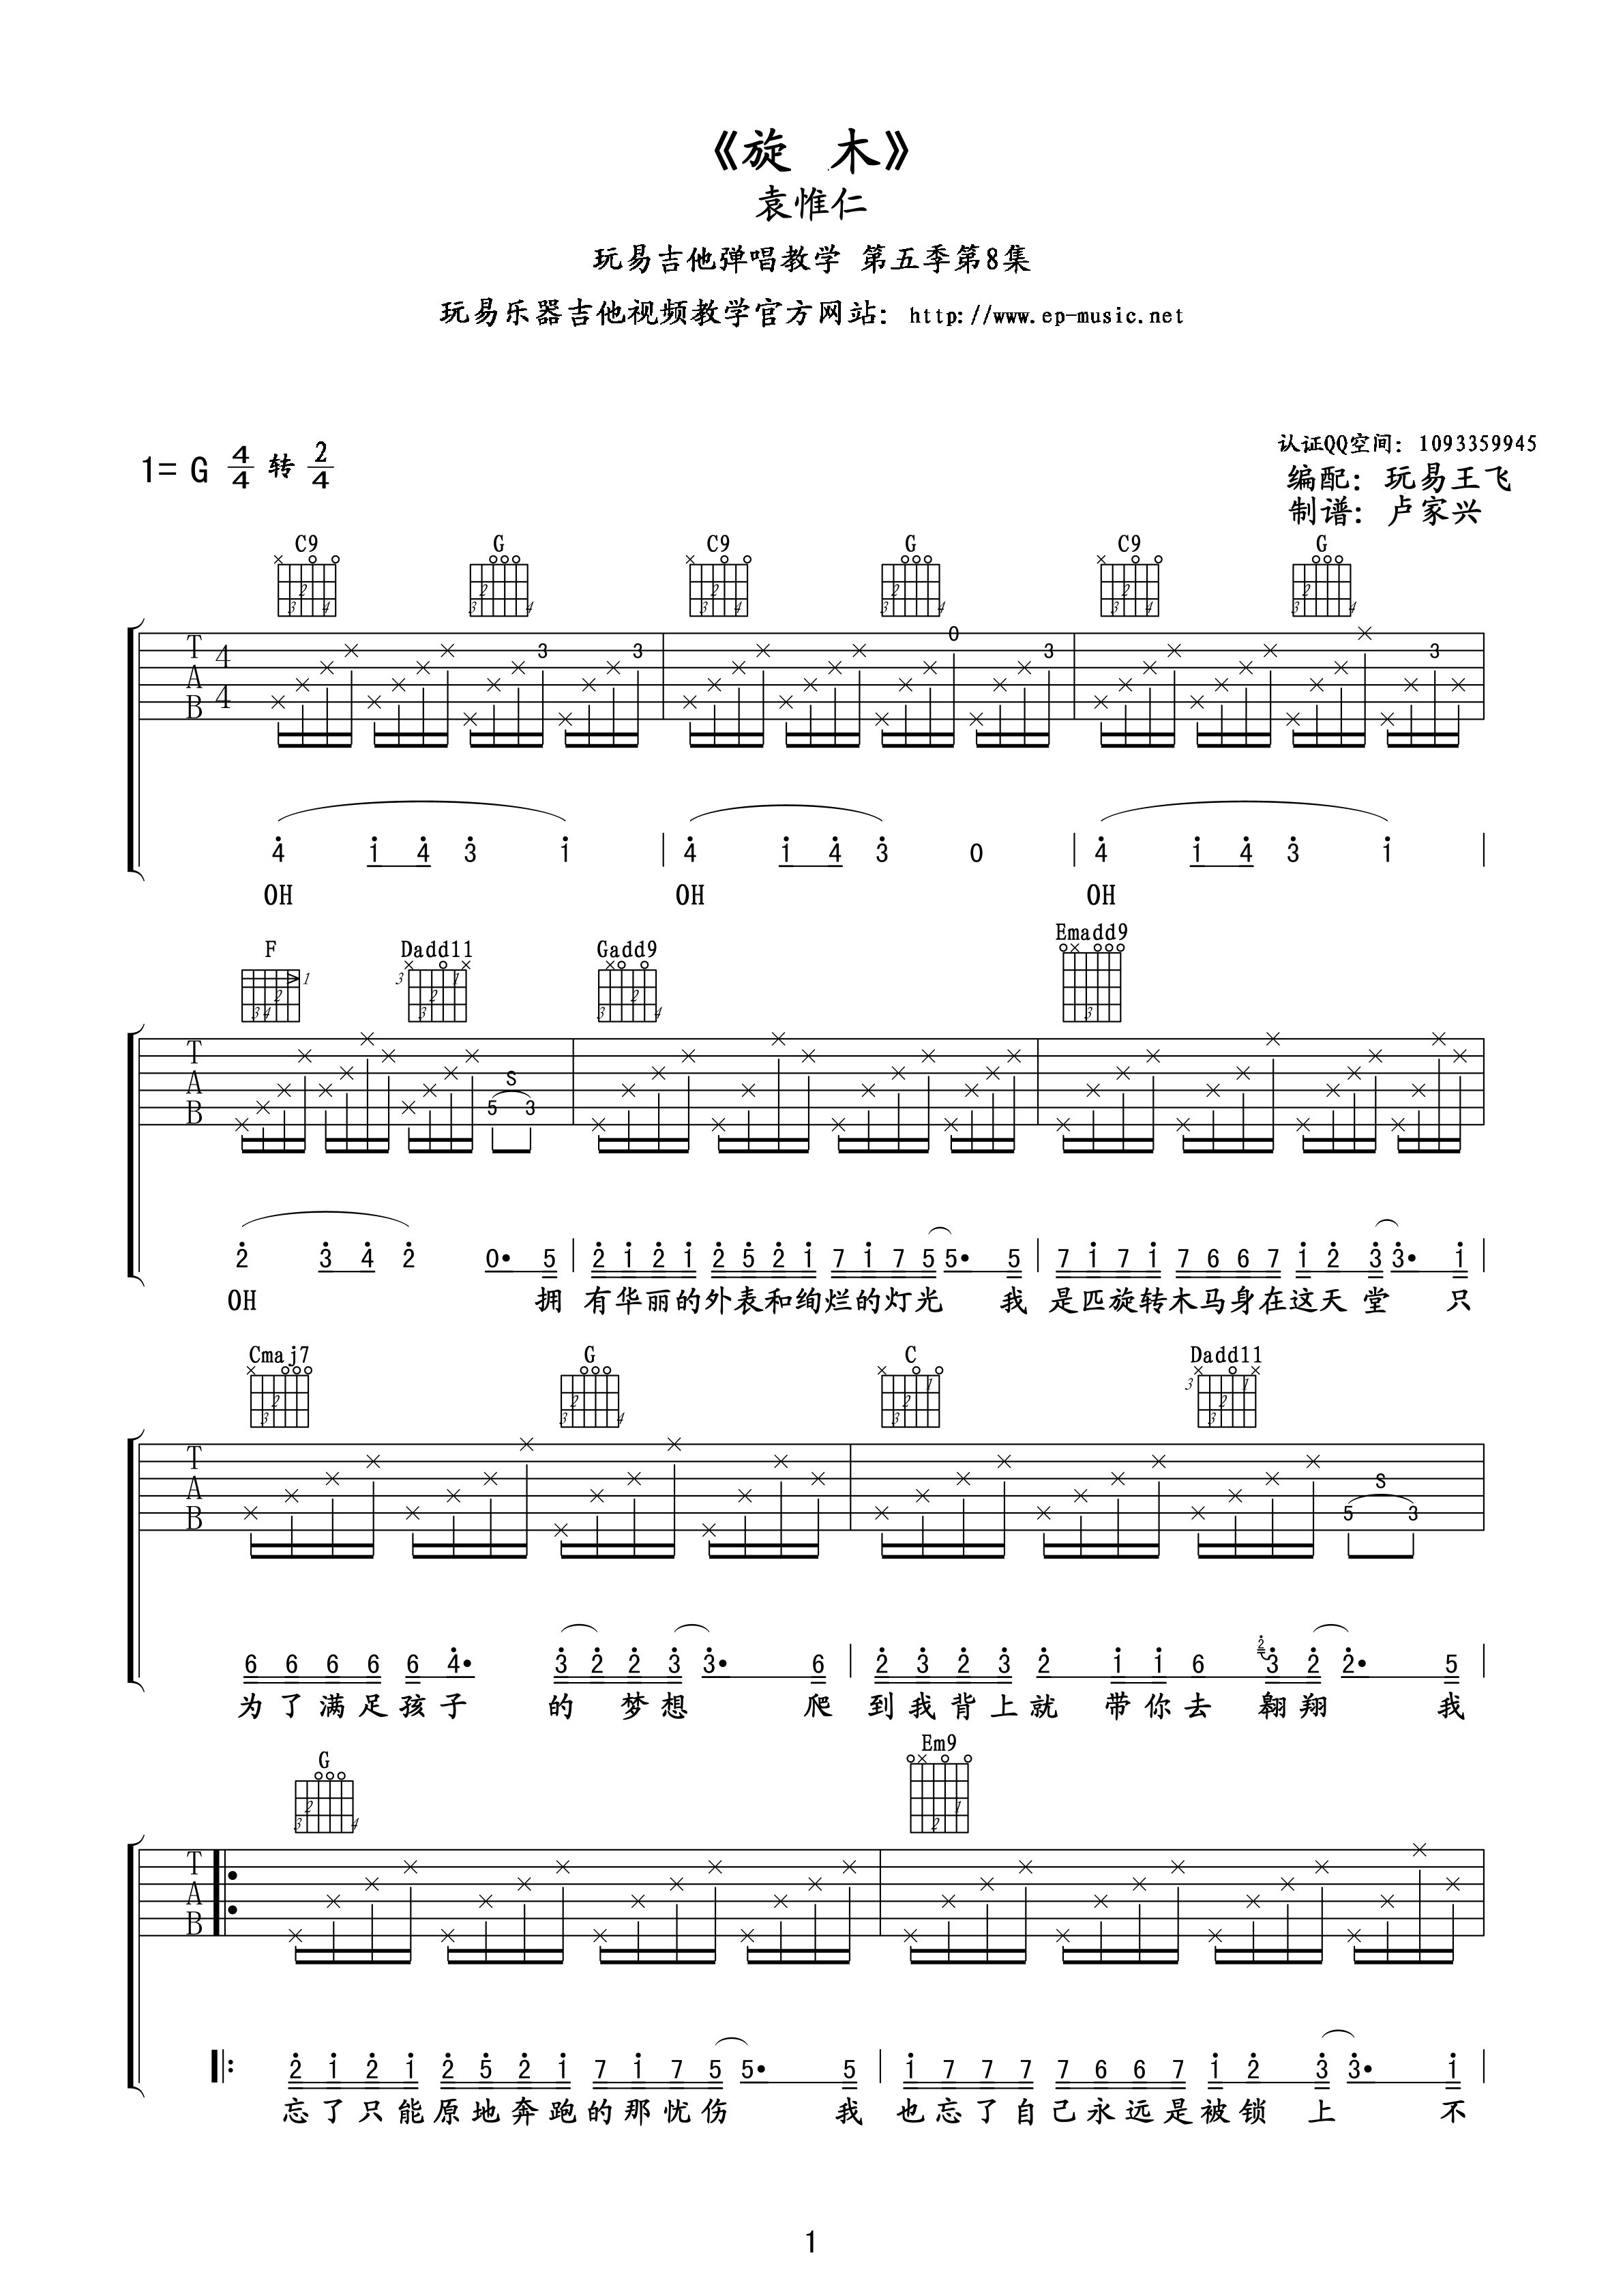 《旋 木》
袁惟仁
玩易吉他弹唱教学 第五季第8集
玩易乐器吉他视频教学官方网站：http://www.ep-music.net
认证QQ空间：1093359945
1= G 4/4 转 2/4
编配：玩易王飞
制谱：卢家兴
C9 G C9 G C9 G
T A B 4/4
3 3 0 3 3
4 1 4 3 1 | 4 1 4 3 0 | 4 1 4 3 1
OH OH OH
F Dadd11 Gadd9 Emadd9
T A B
S
5 3
2 3 4 2 0• 5 | 2 1 2 1 2 5 2 1 7 1 7 5 5• 5 | 7 1 7 1 7 6 6 7 1 2 3 3• 1
OH 拥 有华丽的外表和绚烂的灯光 我 是匹旋转木马身在这天堂 只
Cmaj7 G C Dadd11
T A B
S
5 3
6 6 6 6 6 4• 3 2 2 3 3• 6 | 2 3 2 3 2 1 1 6 2 3 2 2• 5
为了满足孩子 的 梦想 爬 到我背上就 带你去 翱翔 我
G Em9
T A B
2 1 2 1 2 5 2 1 7 1 7 5 5• 5 | 1 7 7 7 7 6 6 7 1 2 3 3• 1
忘了只能原地奔跑的那忧伤 我 也忘了自己永远是被锁上 不
1